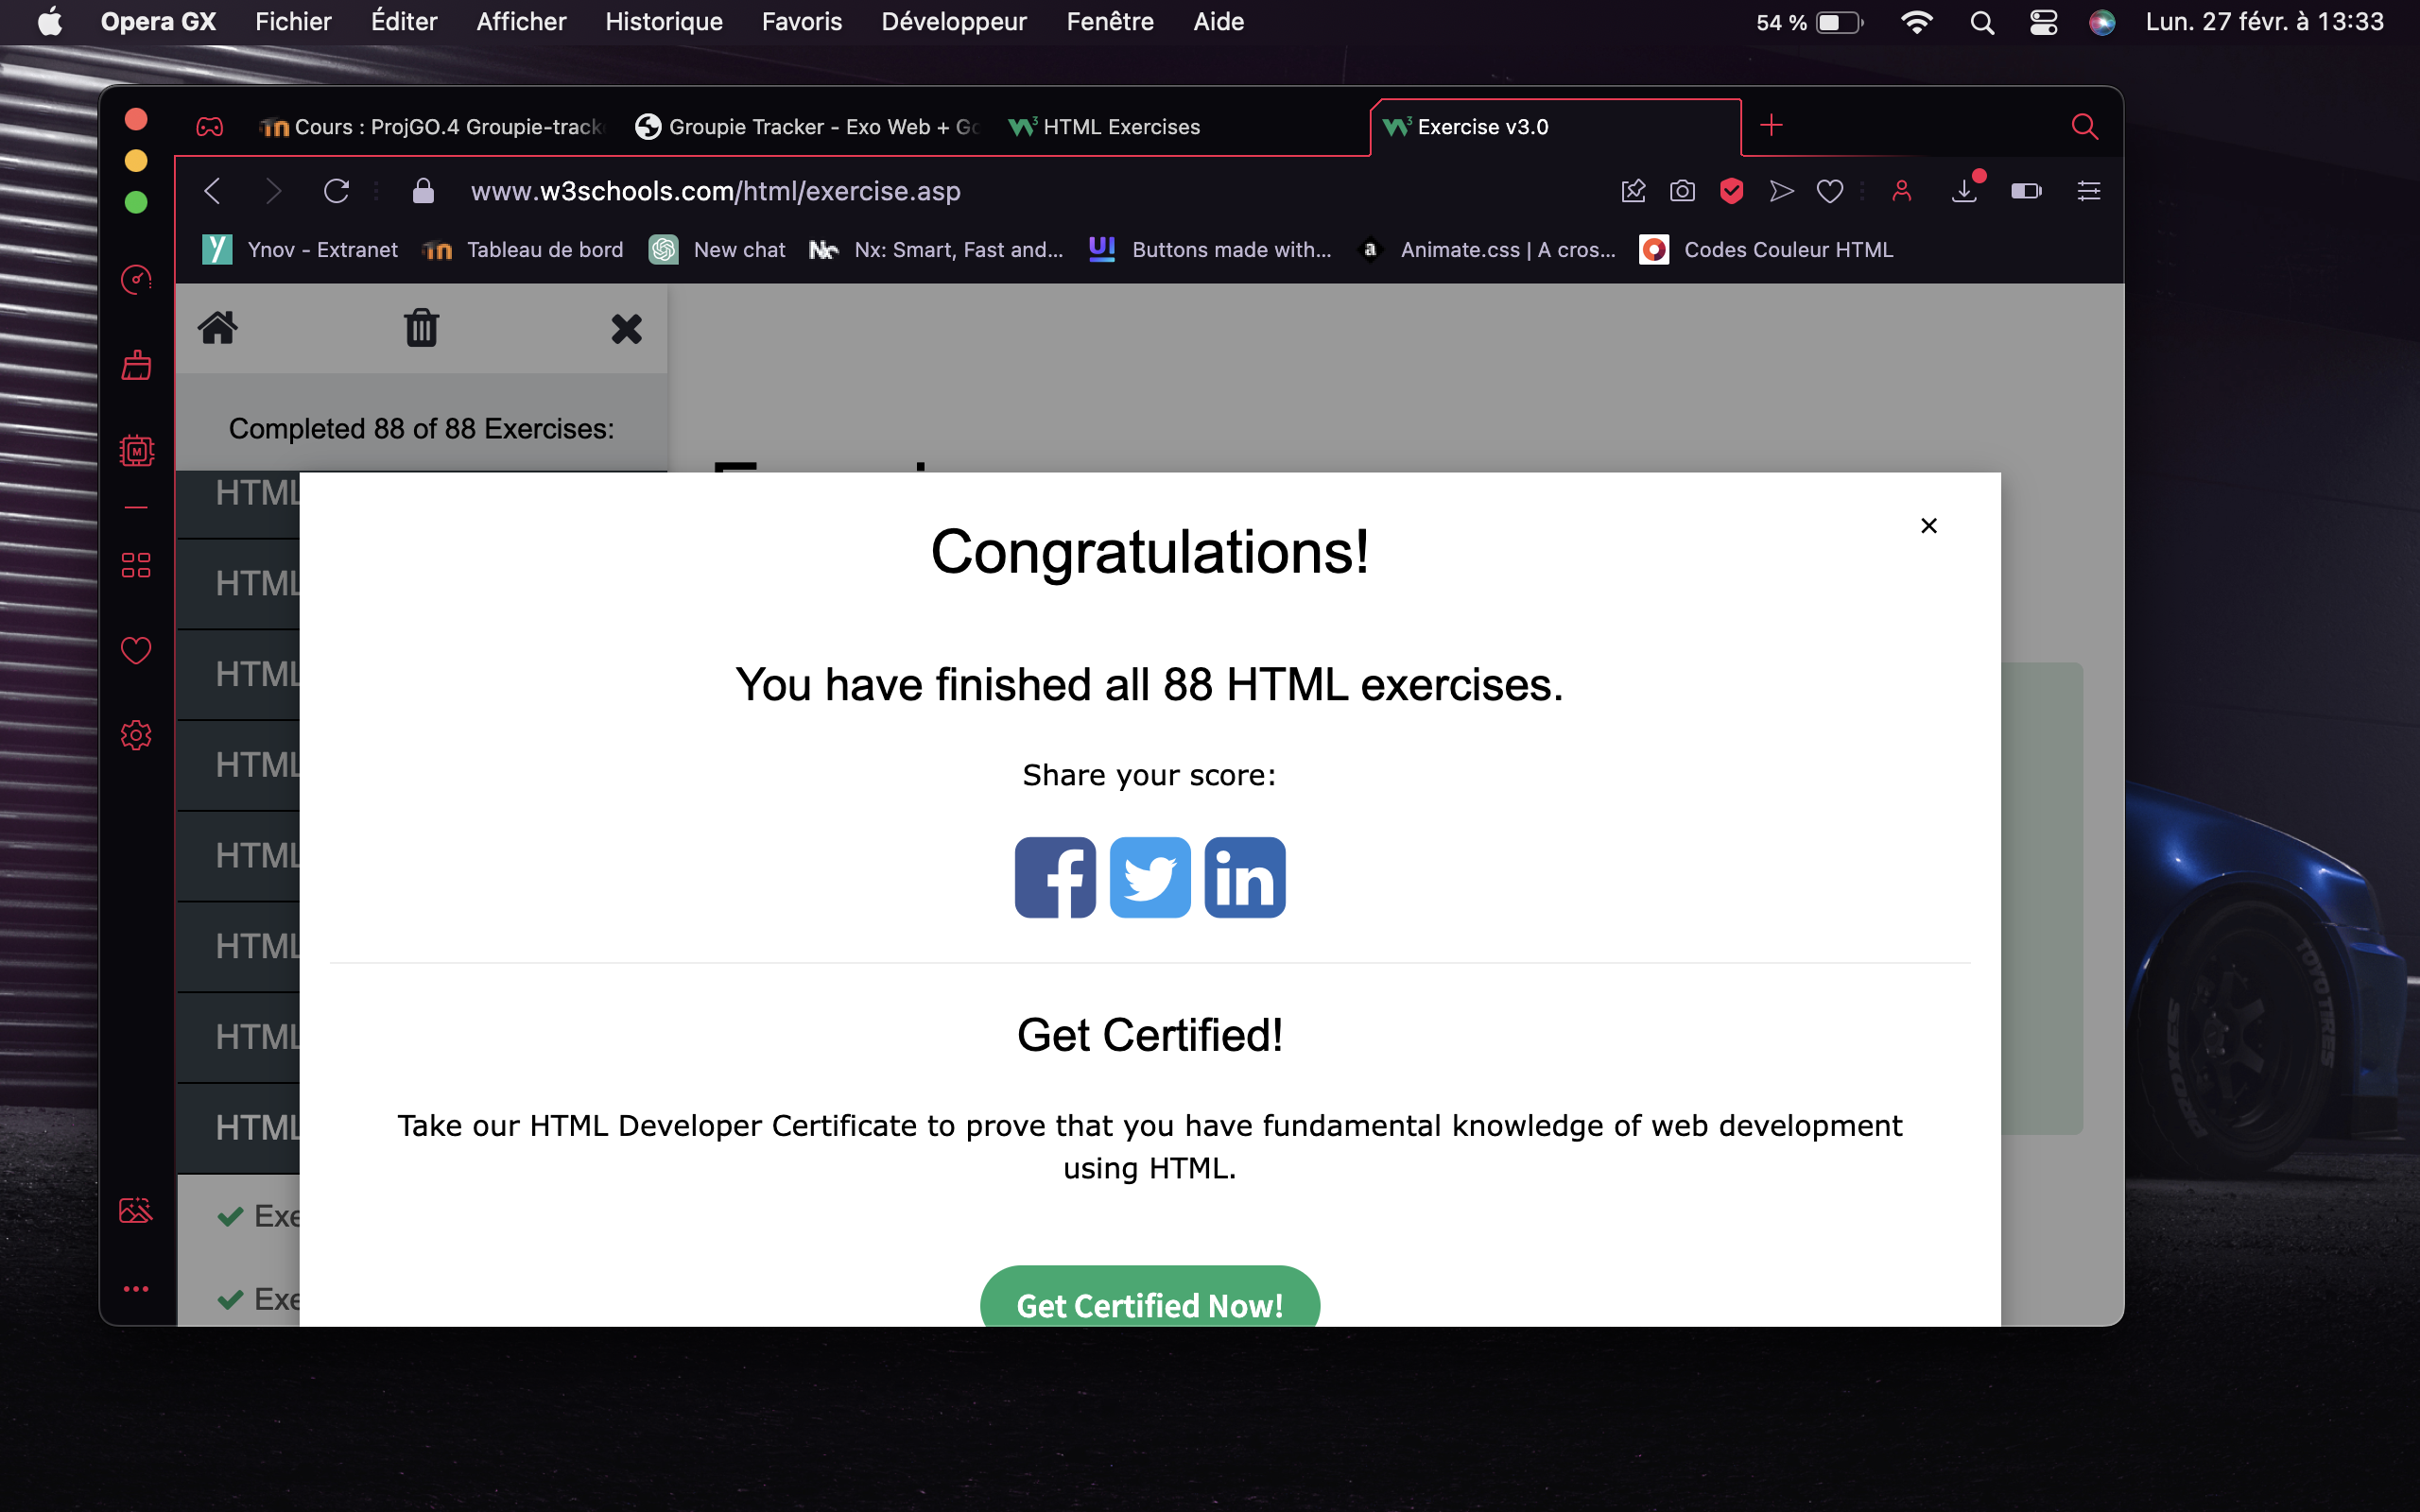 Opera GX Fichier Éditer Afficher Historique Favoris Développeur Fenêtre Aide 54 % Lun. 27 févr. à 13:33
Cours : ProjGO.4 Groupie-track Groupie Tracker - Exo Web + Go HTML Exercises Exercise v3.0
www.w3schools.com/html/exercise.asp
Ynov - Extranet Tableau de bord New chat Nx: Smart, Fast and... Buttons made with... Animate.css | A cros... Codes Couleur HTML
Completed 88 of 88 Exercises:
HTML
HTML
HTML
HTML
HTML
HTML
HTML
HTML
Exe
Exe
Congratulations!
You have finished all 88 HTML exercises.
Share your score:
Get Certified!
Take our HTML Developer Certificate to prove that you have fundamental knowledge of web development
using HTML.
Get Certified Now!
TOYO TIRES
PROXES